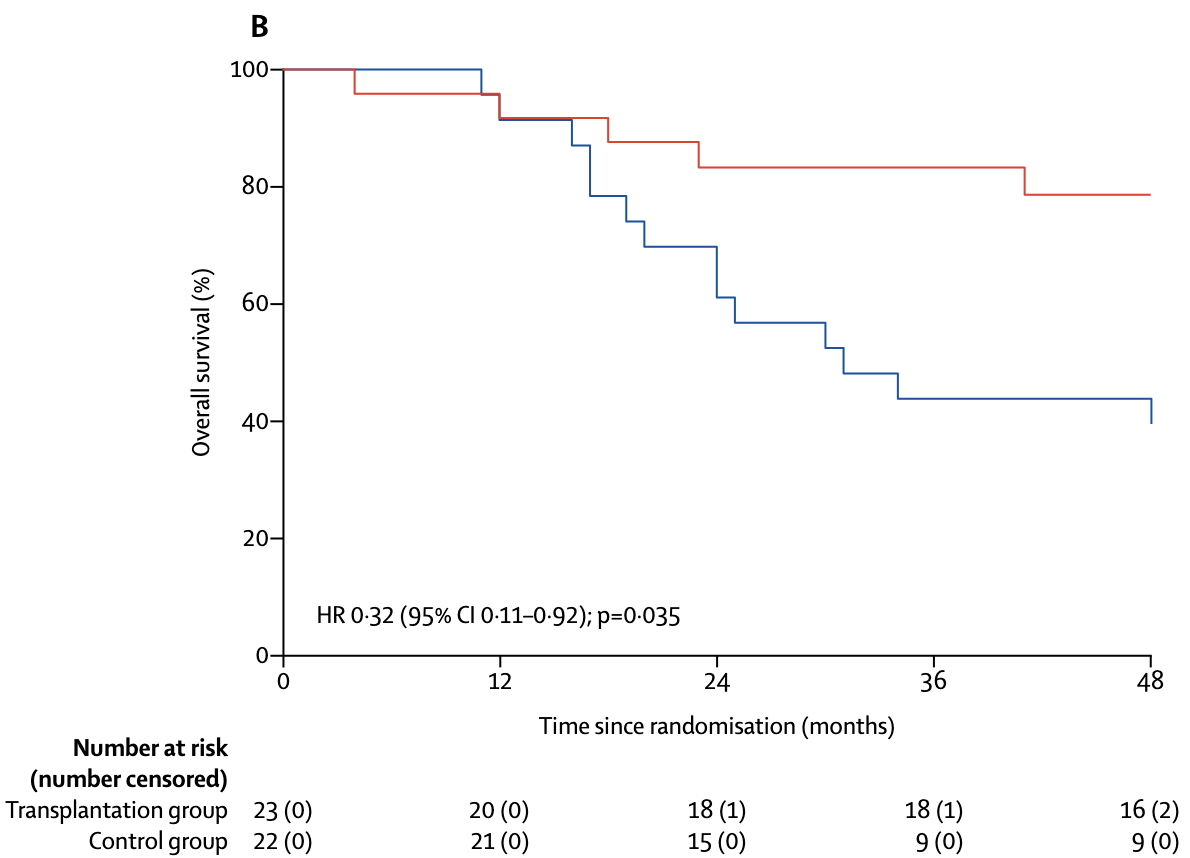 B
100
80
60
40
20
0
Overall survival (%)
HR 0·32 (95% CI 0·11–0·92); p=0·035
0 12 24 36 48
Time since randomisation (months)
Number at risk
(number censored)
Transplantation group 23 (0) 20 (0) 18 (1) 18 (1) 16 (2)
Control group 22 (0) 21 (0) 15 (0) 9 (0) 9 (0)